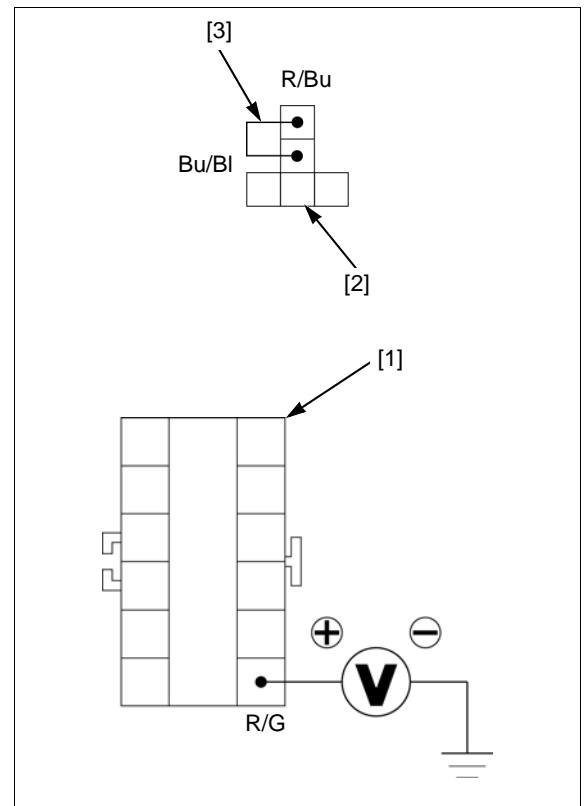 [3]
R/Bu
Bu/Bl
[2]
[1]
+ −
V
R/G